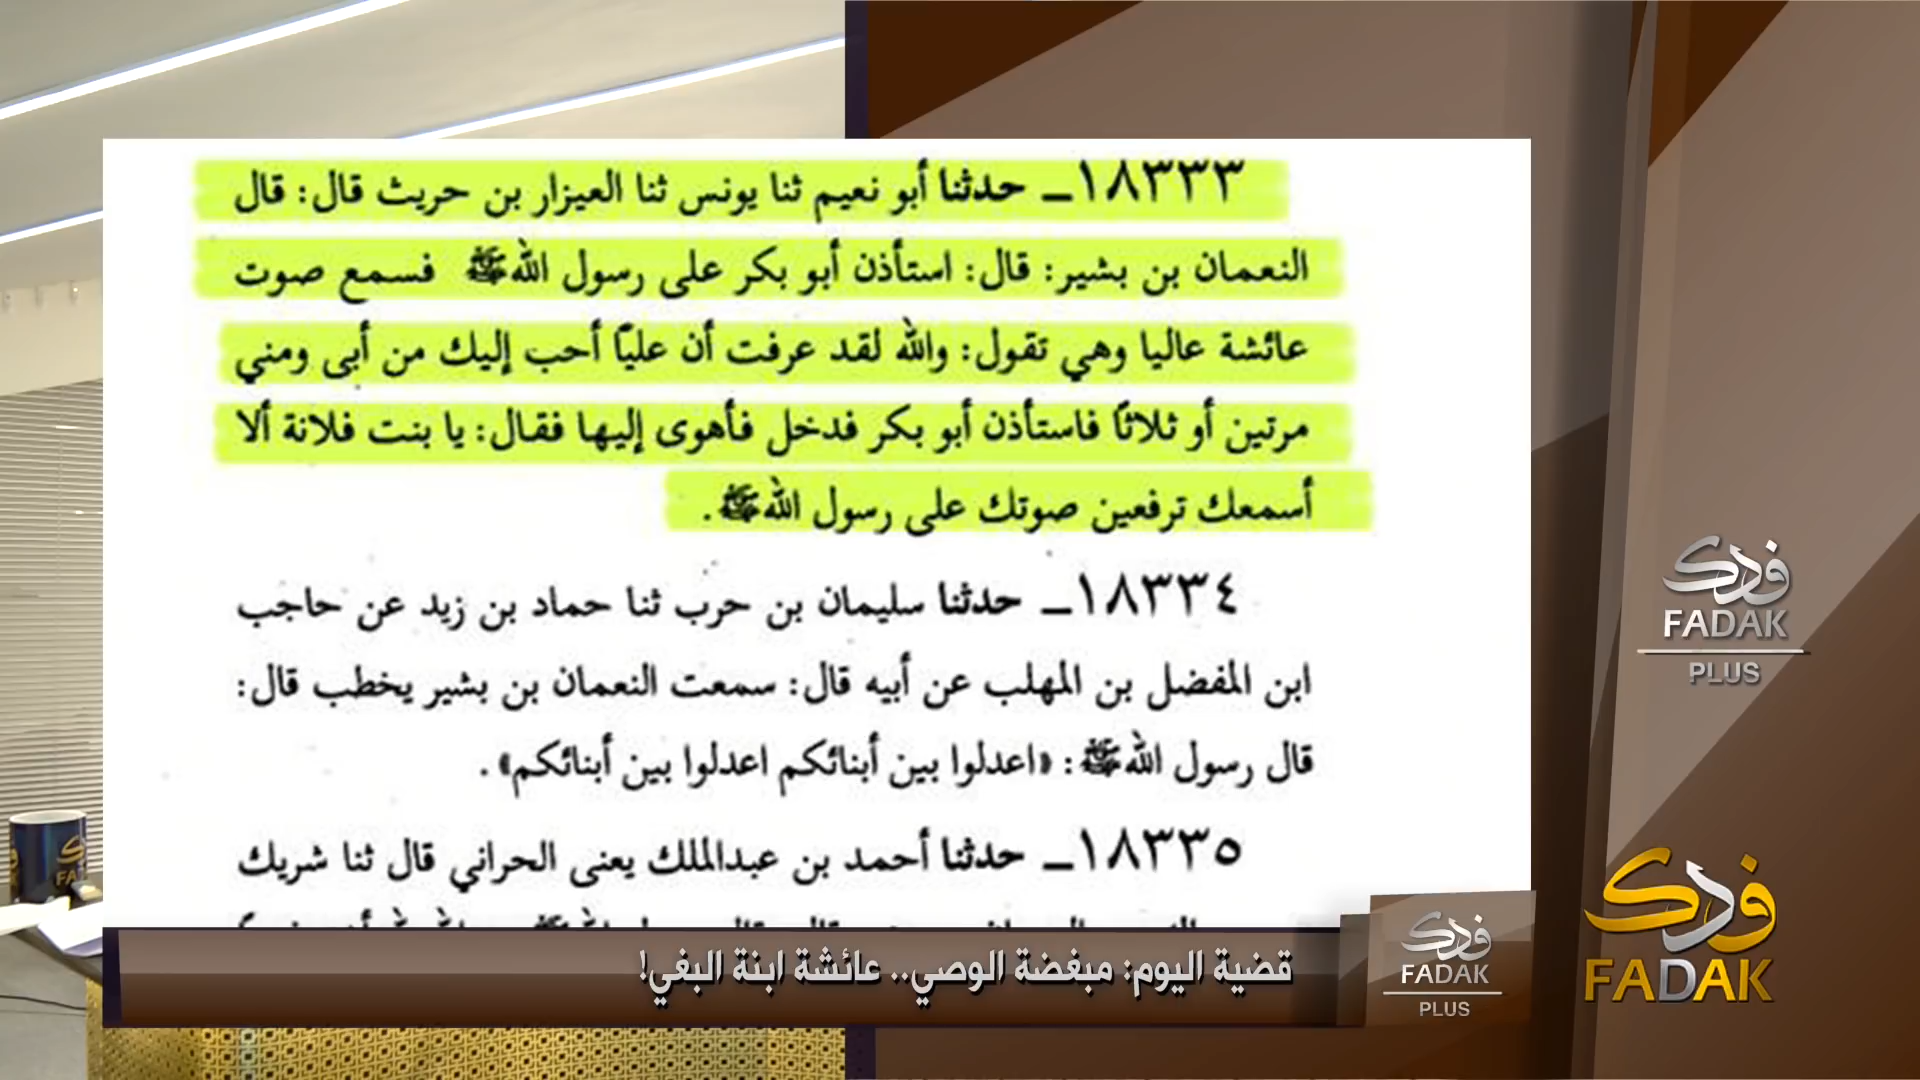 ١٨٣٣٣ـ حدثنا أبو نعيم ثنا يونس ثنا العيزار بن حريث قال: قال
النعمان بن بشير: قال: استأذن أبو بكر على رسول الله ﷺ فسمع صوت
عائشة عاليا وهي تقول: والله لقد عرفت أن عليًا أحب إليك من أبى ومني
مرتين أو ثلاثًا فاستأذن أبو بكر فدخل فأهوى إليها فقال: يا بنت فلانة ألا
أسمعك ترفعين صوتك على رسول الله ﷺ.
١٨٣٣٤ـ حدثنا سليمان بن حرب ثنا حماد بن زيد عن حاجب
ابن المفضل بن المهلب عن أبيه قال: سمعت النعمان بن بشير يخطب قال:
قال رسول الله ﷺ: «اعدلوا بين أبنائكم اعدلوا بين أبنائكم».
١٨٣٣٥ـ حدثنا أحمد بن عبدالملك يعنى الحراني قال ثنا شريك
قضية اليوم: مبغضة الوصي.. عائشة ابنة البغي!
فدك
FADAK
PLUS
فدك
FADAK
PLUS
فدك
FADAK